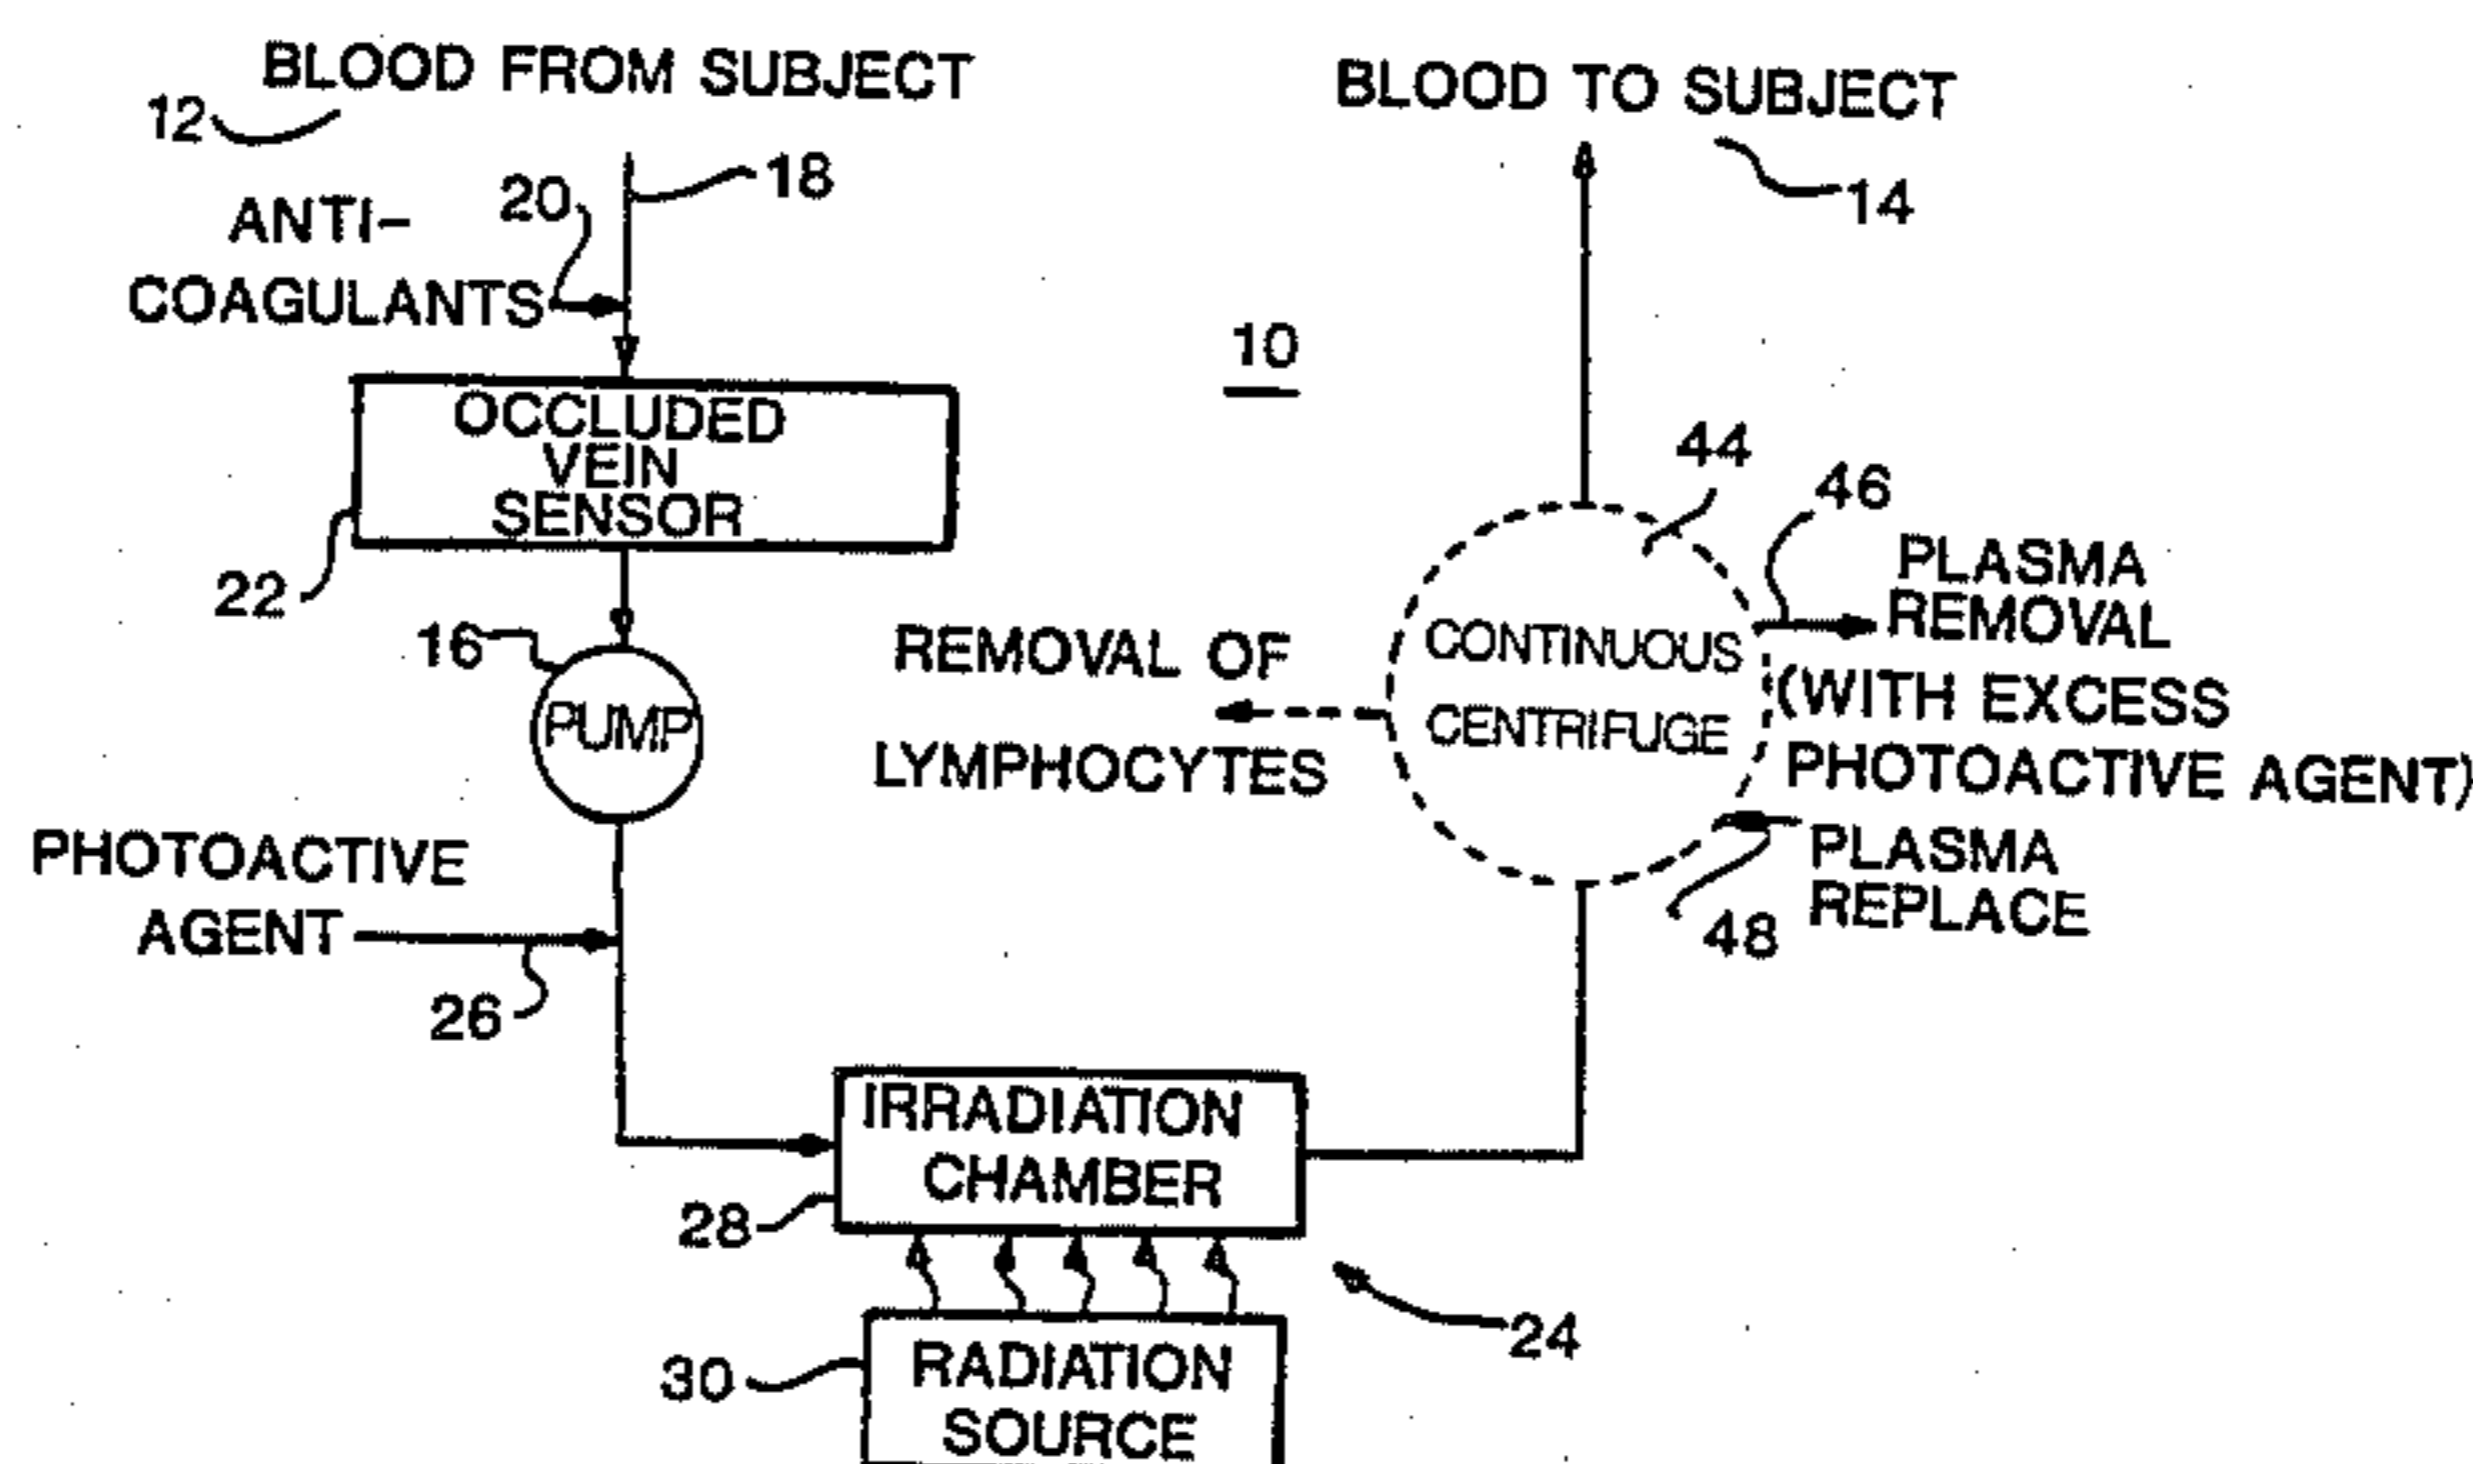 BLOOD FROM SUBJECT
12
18
20
ANTI-
COAGULANTS
OCCLUDED
VEIN
SENSOR
22
16
PUMP
PHOTOACTIVE
AGENT
26
IRRADIATION
CHAMBER
28
RADIATION
SOURCE
30
24
10
BLOOD TO SUBJECT
14
44
46
CONTINUOUS
CENTRIFUGE
REMOVAL OF
LYMPHOCYTES
PLASMA
REMOVAL
(WITH EXCESS
PHOTOACTIVE AGENT)
PLASMA
REPLACE
48